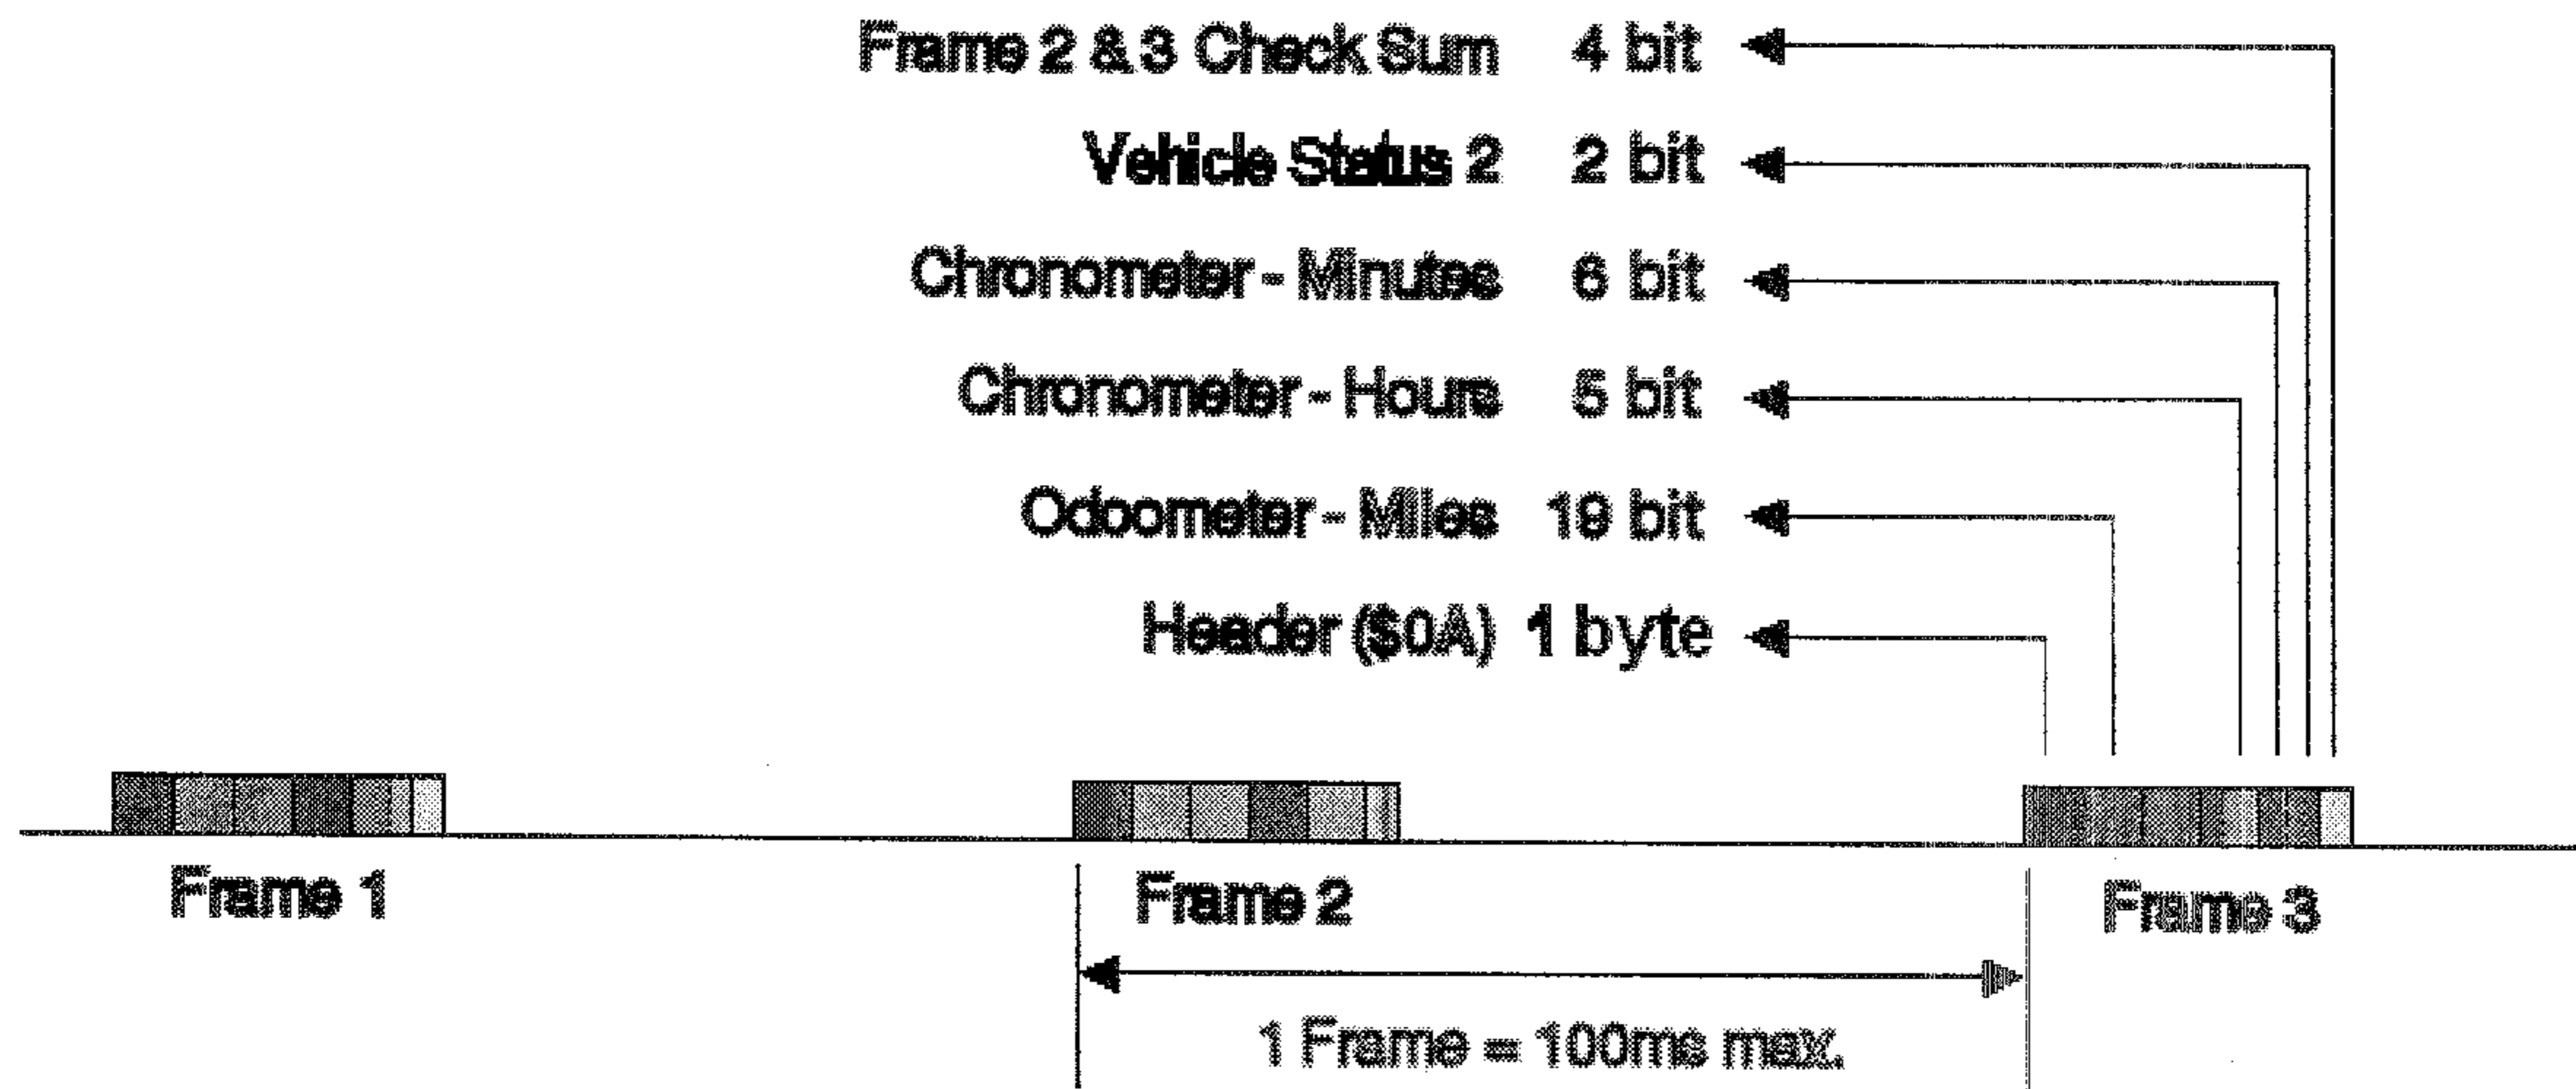 Frame 2 & 3 Check Sum 4 bit
Vehicle Status 2 2 bit
Chronometer - Minutes 6 bit
Chronometer - Hours 5 bit
Odoometer - Miles 19 bit
Header ($0A) 1 byte
Frame 1
Frame 2
Frame 3
1 Frame = 100ms max.